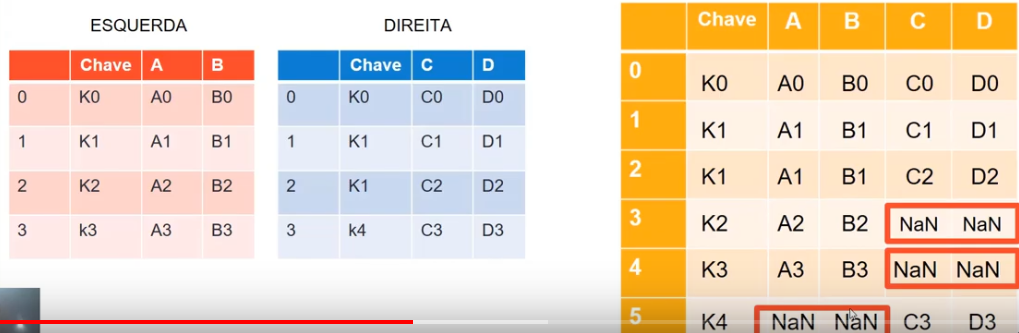 ESQUERDA
Chave A B
0 K0 A0 B0
1 K1 A1 B1
2 K2 A2 B2
3 k3 A3 B3
DIREITA
Chave C D
0 K0 C0 D0
1 K1 C1 D1
2 K1 C2 D2
3 k4 C3 D3
Chave A B C D
0 K0 A0 B0 C0 D0
1 K1 A1 B1 C1 D1
2 K1 A1 B1 C2 D2
3 K2 A2 B2 NaN NaN
4 K3 A3 B3 NaN NaN
5 K4 NaN NaN C3 D3